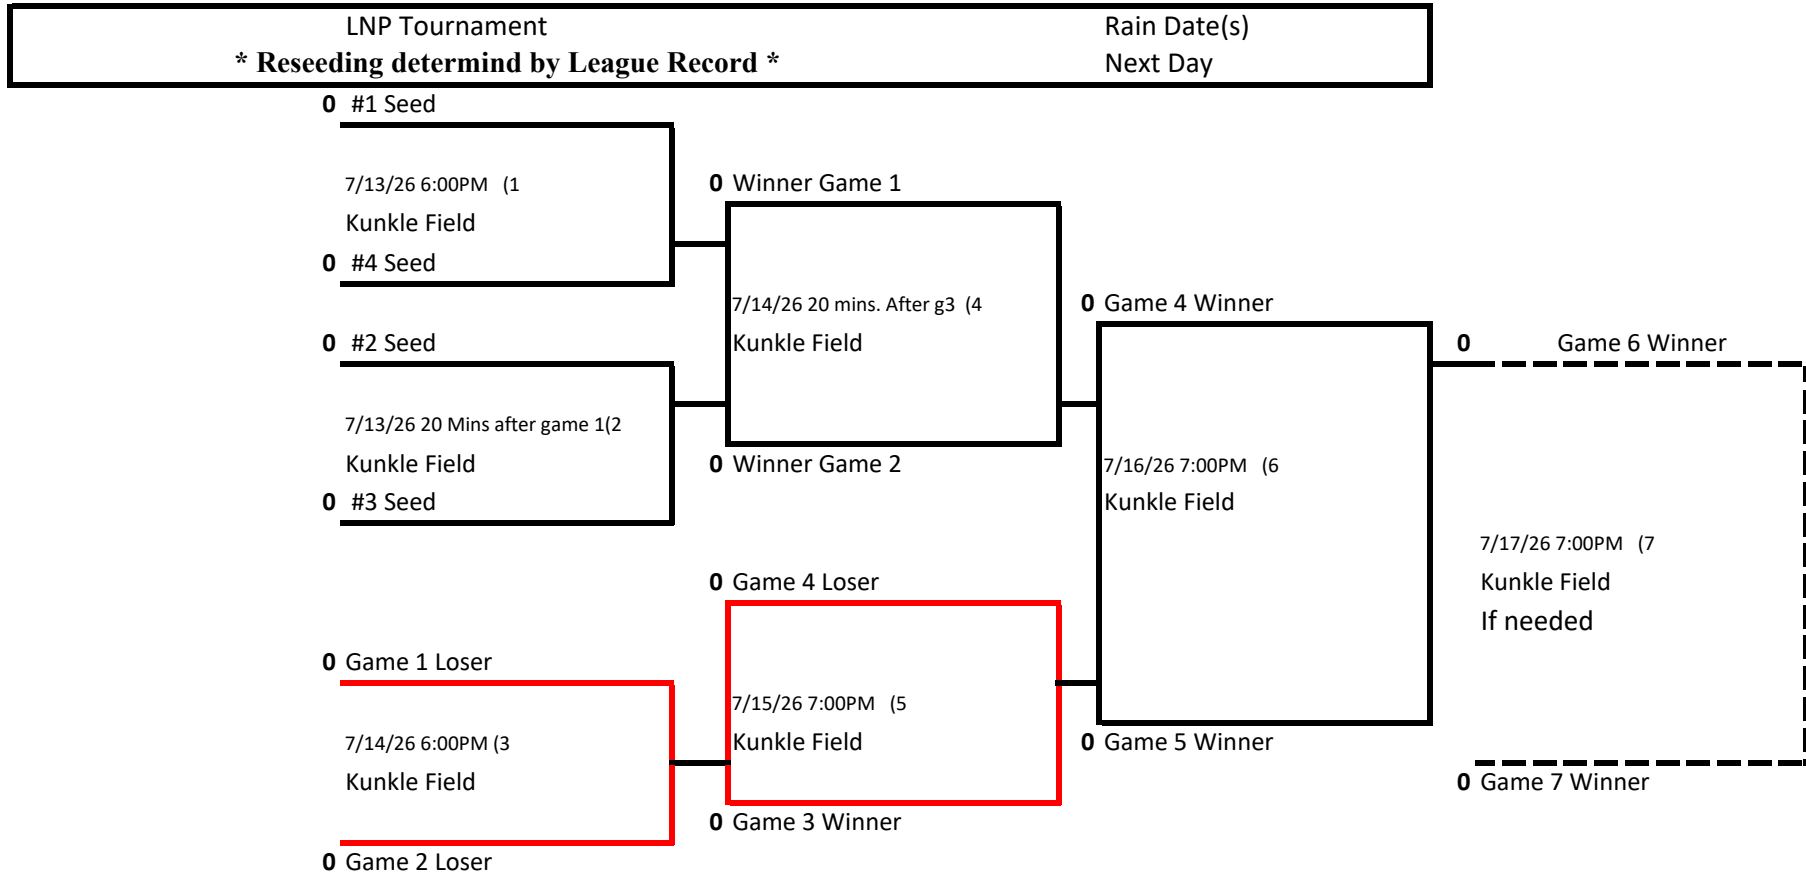 LNP Tournament
Rain Date(s)
* Reseeding determind by League Record *
Next Day
0 #1 Seed
7/13/26 6:00PM (1
Kunkle Field
0 #4 Seed
0 #2 Seed
7/13/26 20 Mins after game 1(2
Kunkle Field
0 #3 Seed
0 Game 1 Loser
7/14/26 6:00PM (3
Kunkle Field
0 Game 2 Loser
0 Winner Game 1
7/14/26 20 mins. After g3 (4
Kunkle Field
0 Winner Game 2
0 Game 4 Loser
7/15/26 7:00PM (5
Kunkle Field
0 Game 3 Winner
0 Game 4 Winner
7/16/26 7:00PM (6
Kunkle Field
0 Game 5 Winner
0 Game 6 Winner
7/17/26 7:00PM (7
Kunkle Field
If needed
0 Game 7 Winner